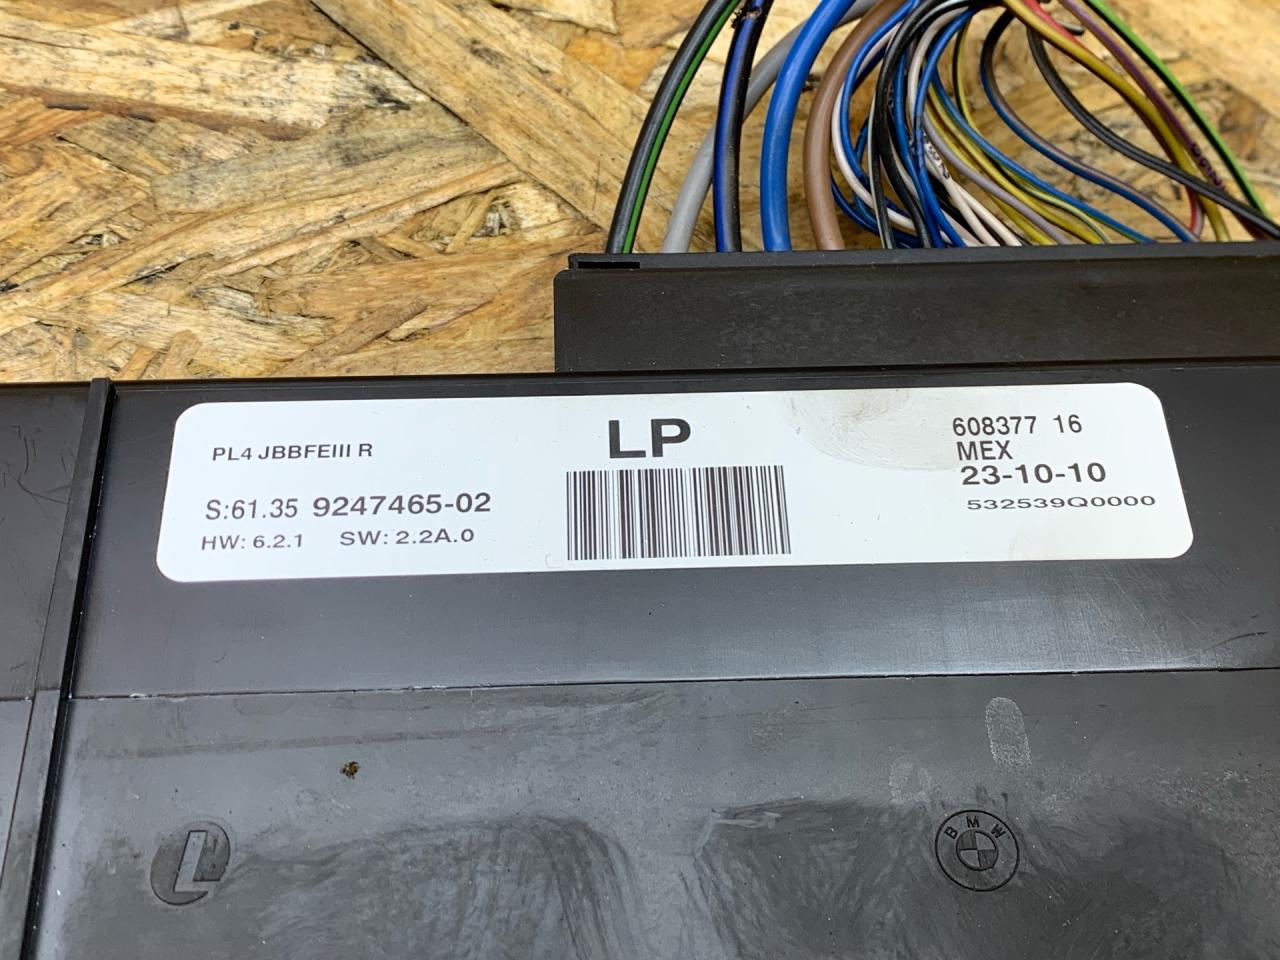 PL4 JBBFEIII R
S:61.35 9247465-02
HW: 6.2.1 SW: 2.2A.0
LP
608377 16
MEX
23-10-10
532539Q0000
L
BMW